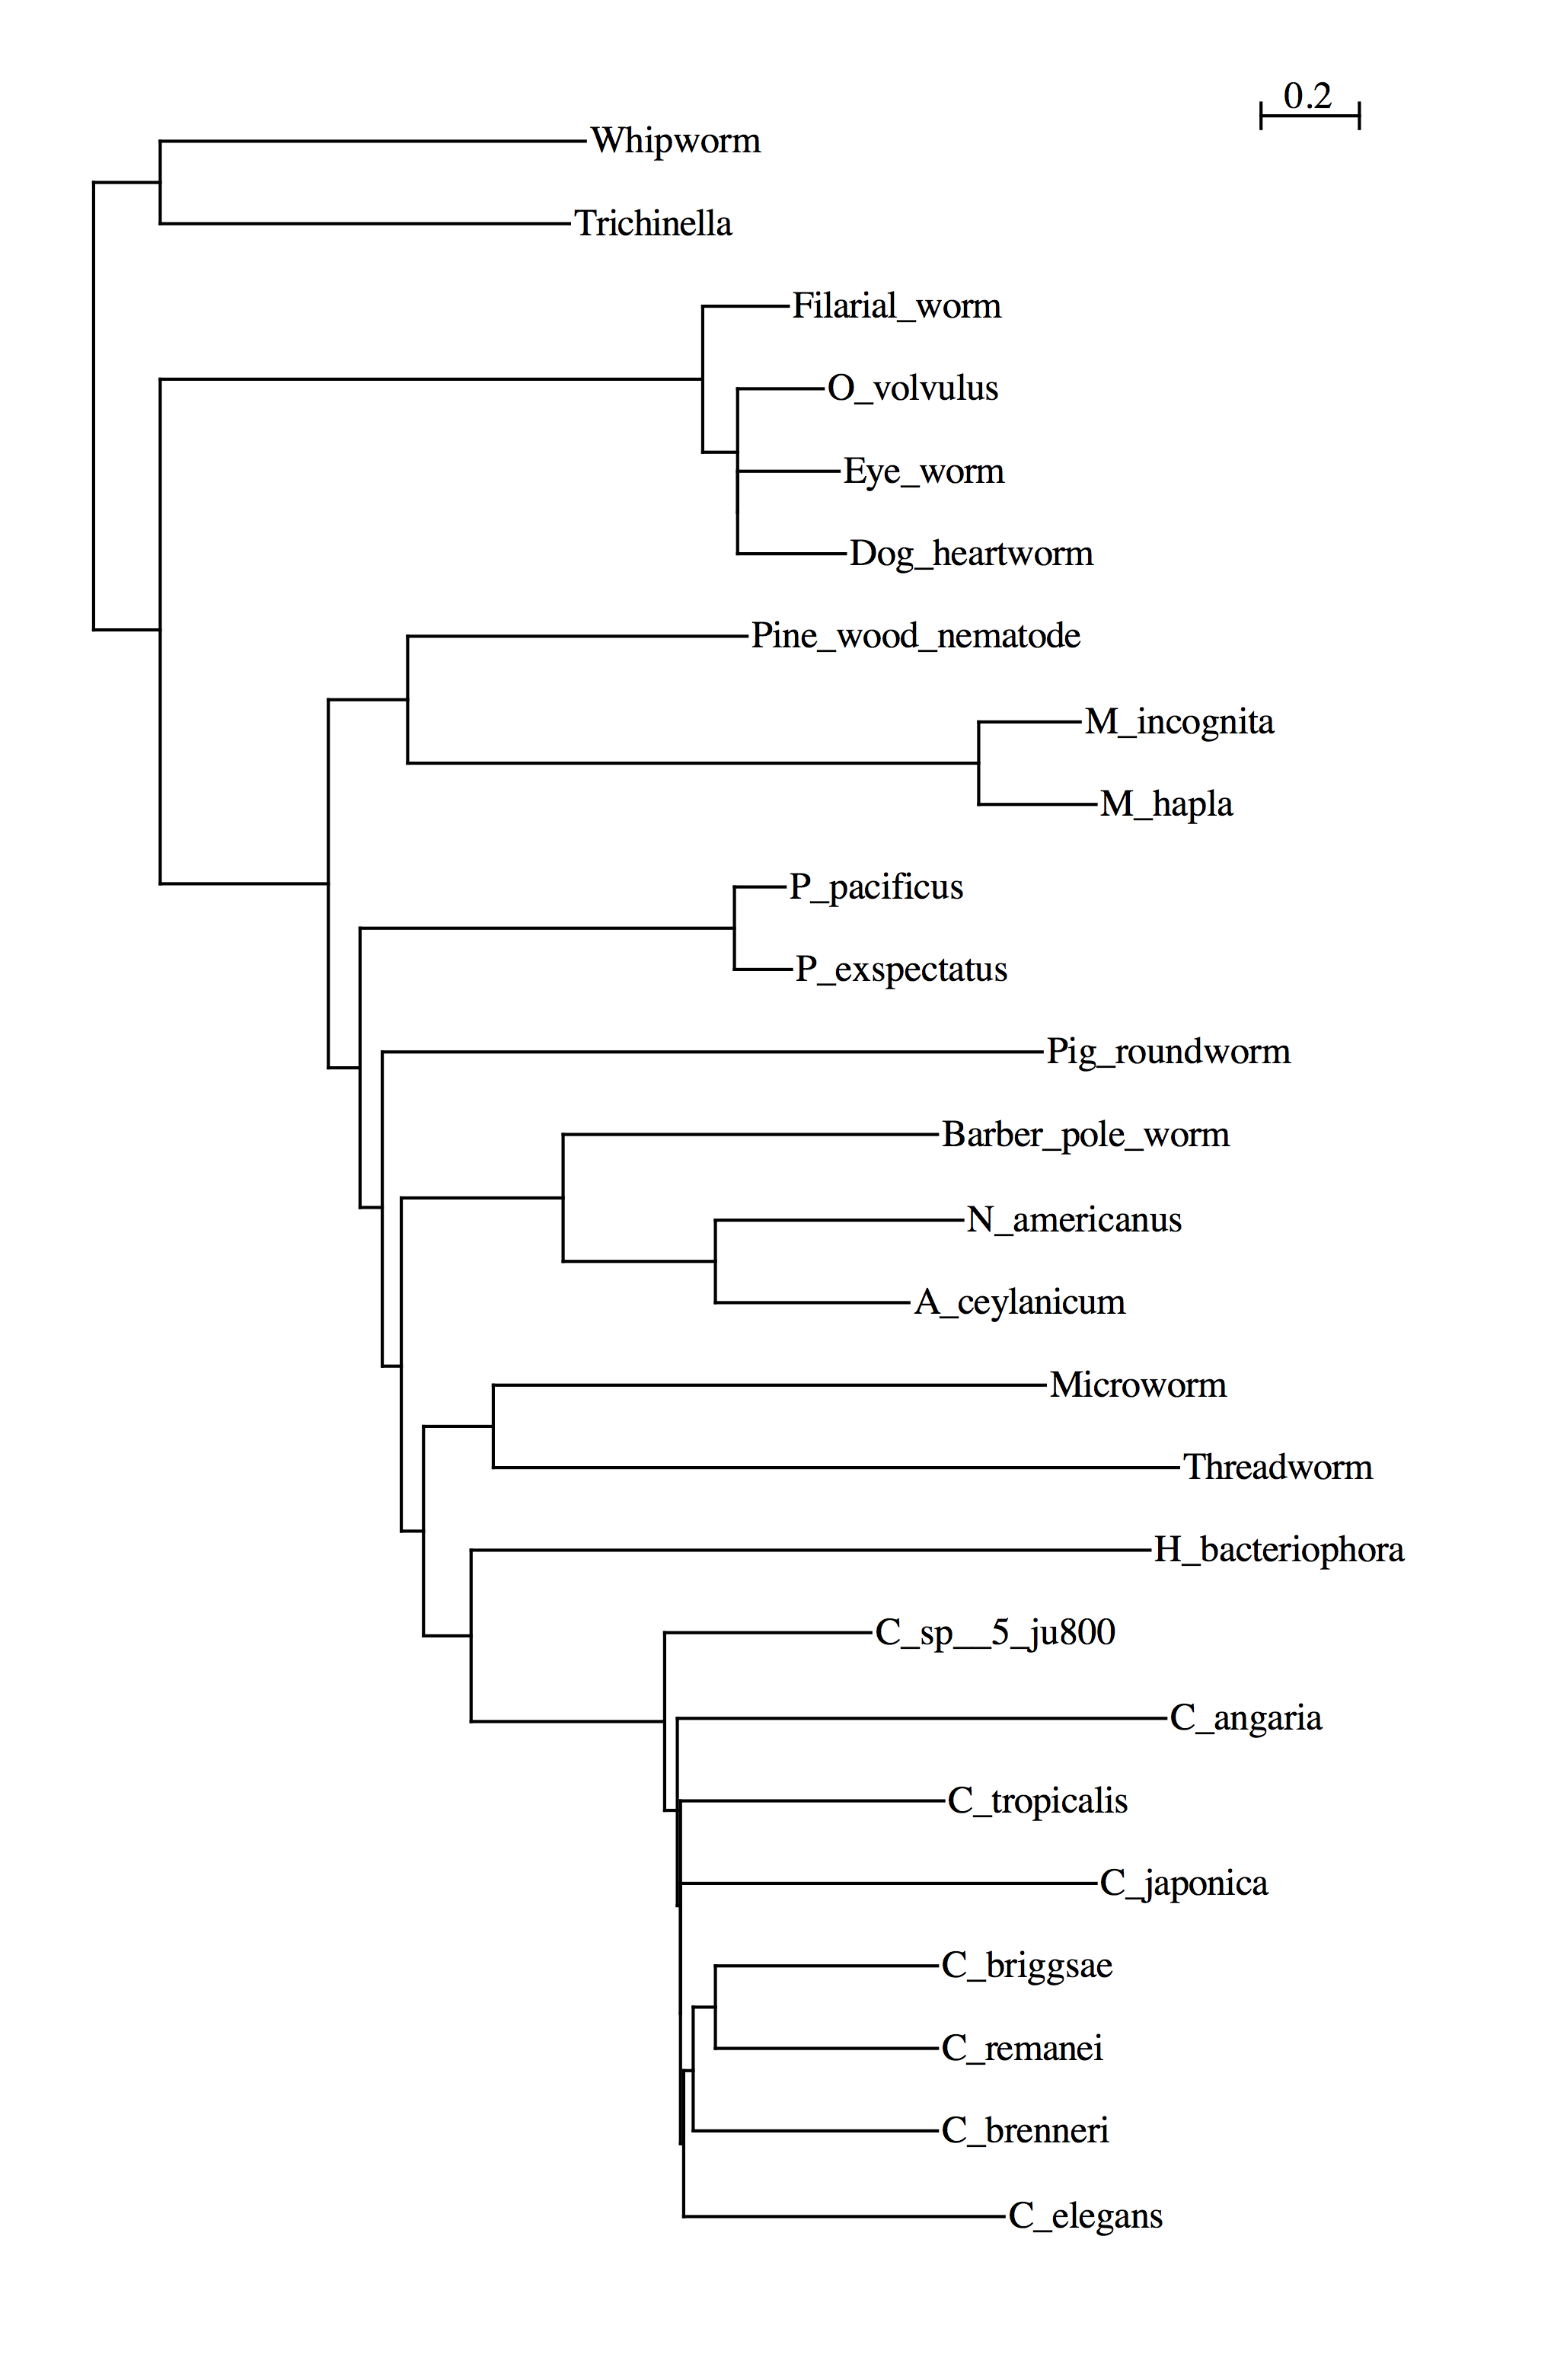 0.2
Whipworm
Trichinella
Filarial_worm
O_volvulus
Eye_worm
Dog_heartworm
Pine_wood_nematode
M_incognita
M_hapla
P_pacificus
P_exspectatus
Pig_roundworm
Barber_pole_worm
N_americanus
A_ceylanicum
Microworm
Threadworm
H_bacteriophora
C_sp__5_ju800
C_angaria
C_tropicalis
C_japonica
C_briggsae
C_remanei
C_brenneri
C_elegans